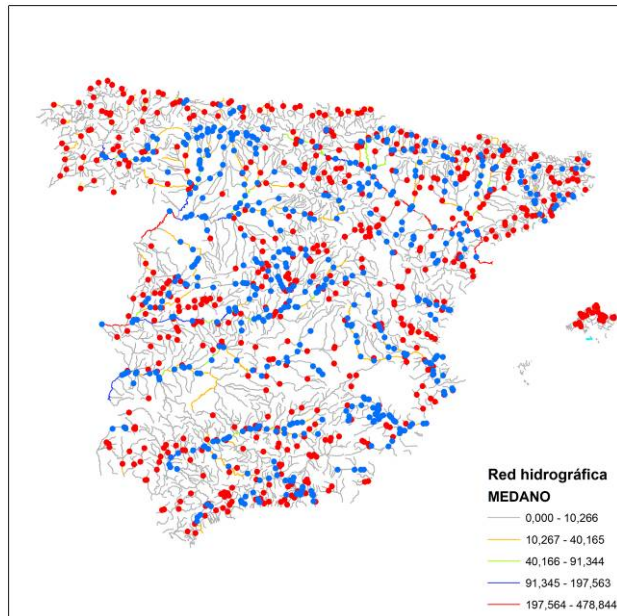 Red hidrográfica
MEDANO
0,000 - 10,266
10,267 - 40,165
40,166 - 91,344
91,345 - 197,563
197,564 - 478,844